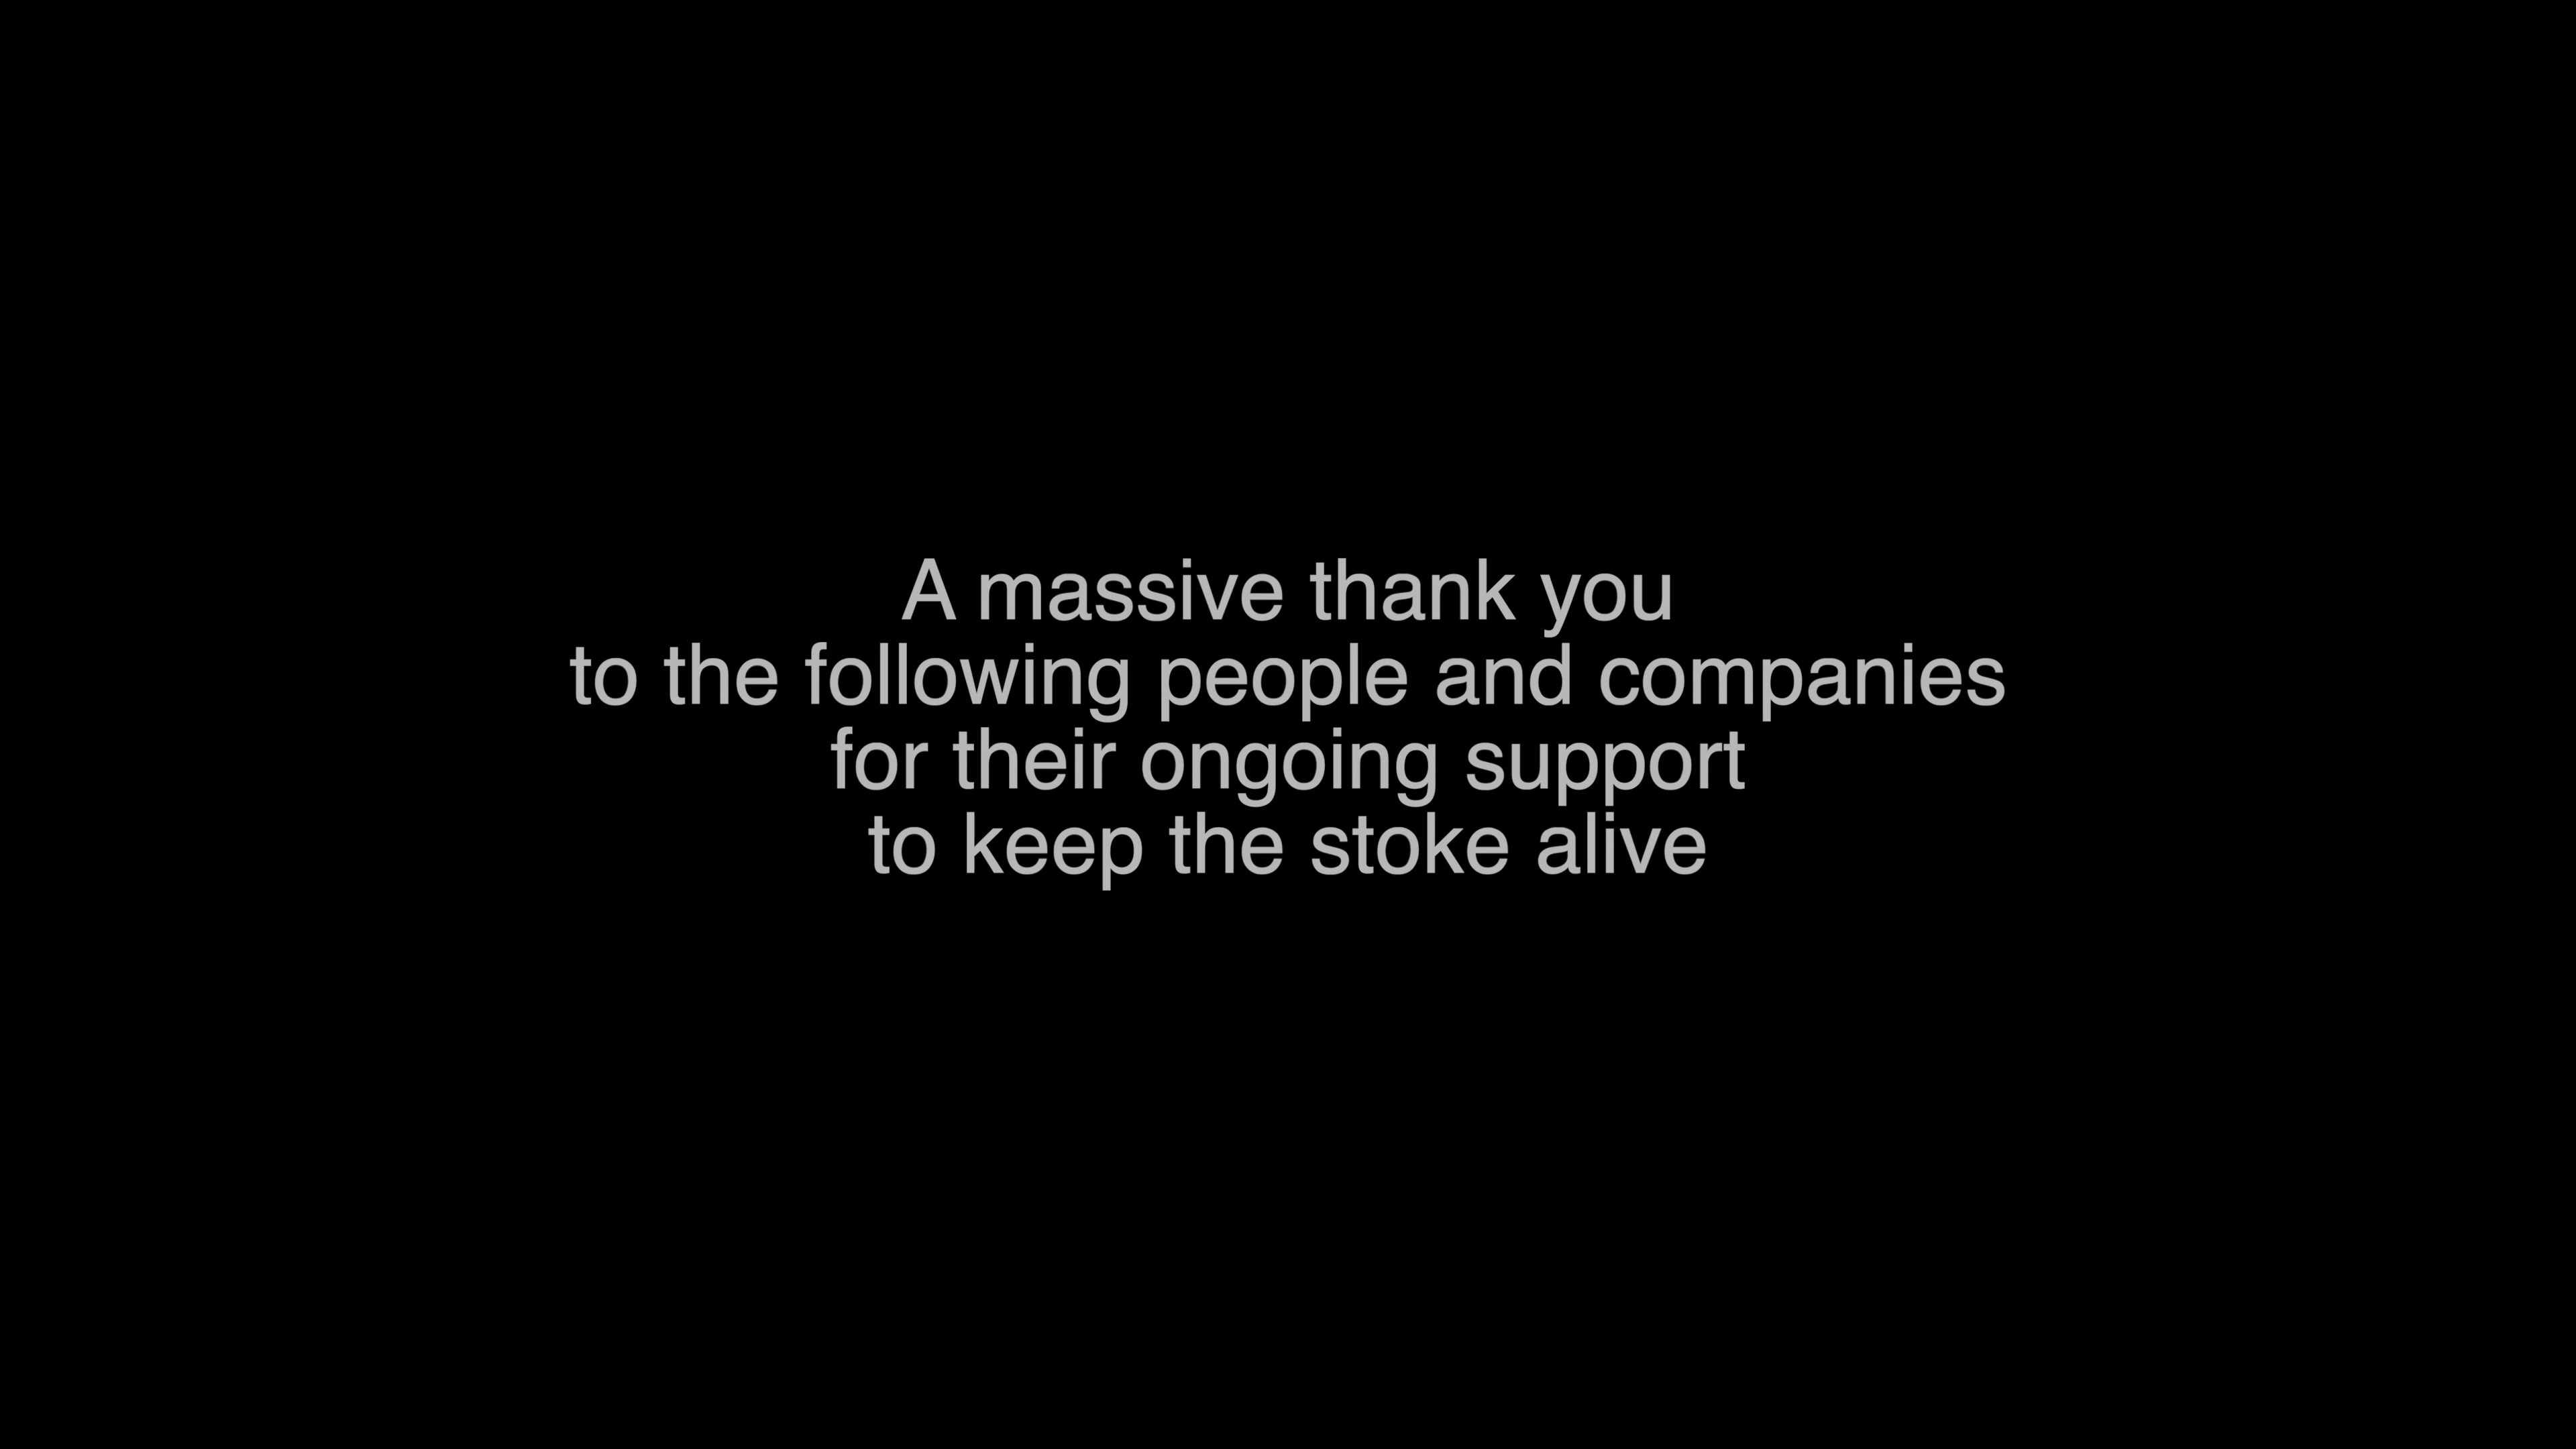 A massive thank you
to the following people and companies
for their ongoing support
to keep the stoke alive